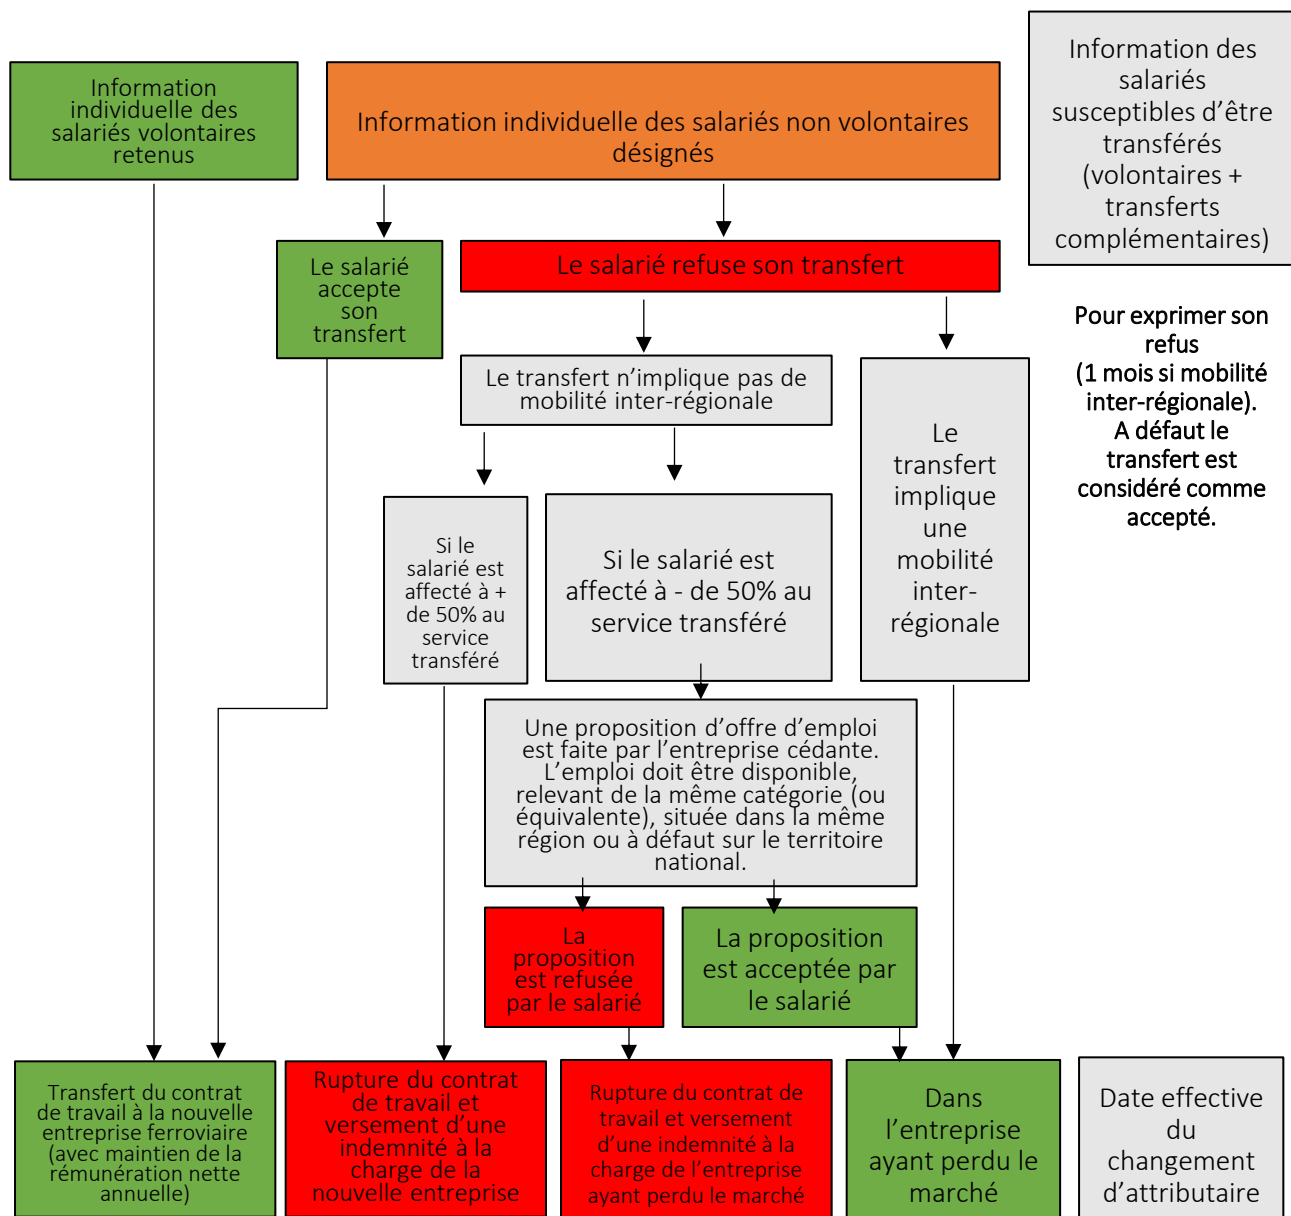 Information
individuelle des
salariés volontaires
retenus
Information individuelle des salariés non volontaires
désignés
Information des
salariés
susceptibles d’être
transférés
(volontaires +
transferts
complémentaires)
Le salarié
accepte
son
transfert
Le salarié refuse son transfert
Pour exprimer son
refus
(1 mois si mobilité
inter-régionale).
A défaut le
transfert est
considéré comme
accepté.
Le transfert n’implique pas de
mobilité inter-régionale
Le
transfert
implique
une
mobilité
inter-
régionale
Si le
salarié est
affecté à +
de 50% au
service
transféré
Si le salarié est
affecté à - de 50% au
service transféré
Une proposition d’offre d’emploi
est faite par l’entreprise cédante.
L’emploi doit être disponible,
relevant de la même catégorie (ou
équivalente), située dans la même
région ou à défaut sur le territoire
national.
La
proposition
est refusée
par le salarié
La proposition
est acceptée par
le salarié
Transfert du contrat
de travail à la nouvelle
entreprise ferroviaire
(avec maintien de la
rémunération nette
annuelle)
Rupture du contrat
de travail et
versement d’une
indemnité à la
charge de la
nouvelle entreprise
Rupture du contrat de
travail et versement
d’une indemnité à la
charge de l’entreprise
ayant perdu le marché
Dans
l’entreprise
ayant perdu le
marché
Date effective
du
changement
d’attributaire